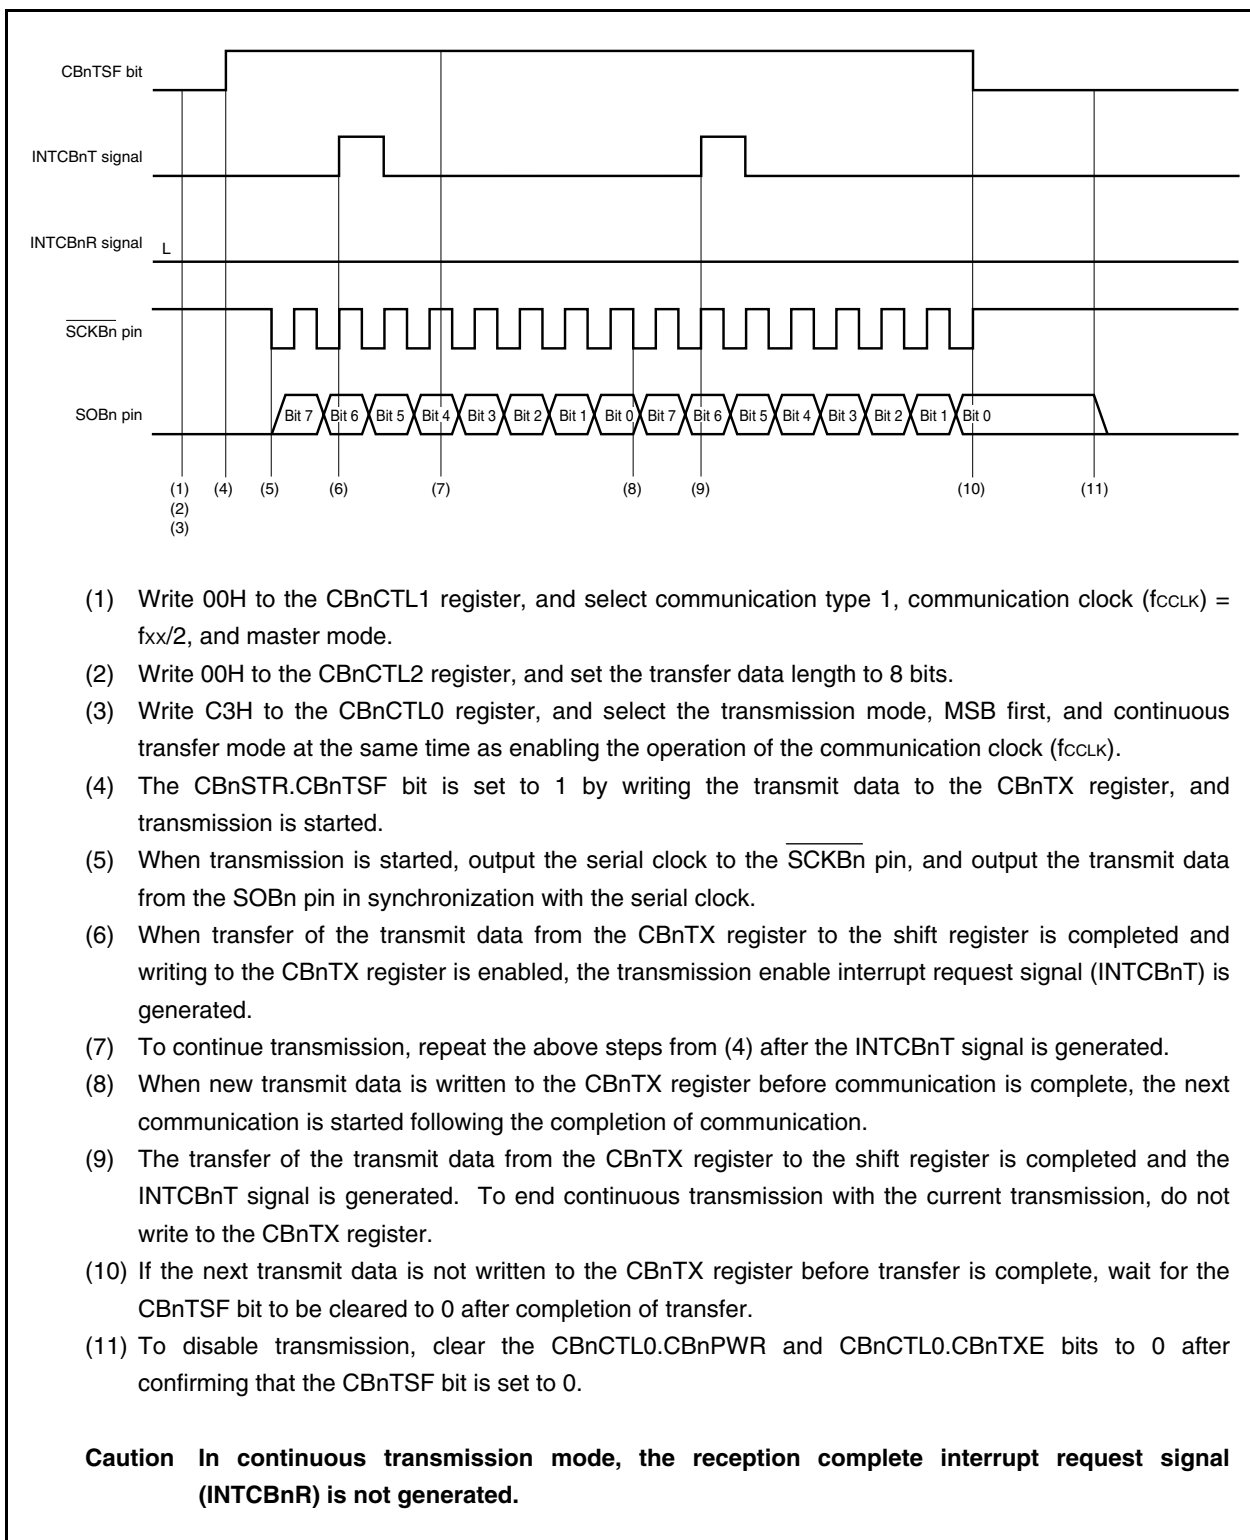 CBnTSF bit
INTCBnT signal
INTCBnR signal L
SCKBn pin
SOBn pin Bit 7 Bit 6 Bit 5 Bit 4 Bit 3 Bit 2 Bit 1 Bit 0 Bit 7 Bit 6 Bit 5 Bit 4 Bit 3 Bit 2 Bit 1 Bit 0
(1) (4) (5) (6) (7) (8) (9) (10) (11)
(2)
(3)
(1) Write 00H to the CBnCTL1 register, and select communication type 1, communication clock (fCCLK) =
fxx/2, and master mode.
(2) Write 00H to the CBnCTL2 register, and set the transfer data length to 8 bits.
(3) Write C3H to the CBnCTL0 register, and select the transmission mode, MSB first, and continuous
transfer mode at the same time as enabling the operation of the communication clock (fCCLK).
(4) The CBnSTR.CBnTSF bit is set to 1 by writing the transmit data to the CBnTX register, and
transmission is started.
(5) When transmission is started, output the serial clock to the SCKBn pin, and output the transmit data
from the SOBn pin in synchronization with the serial clock.
(6) When transfer of the transmit data from the CBnTX register to the shift register is completed and
writing to the CBnTX register is enabled, the transmission enable interrupt request signal (INTCBnT) is
generated.
(7) To continue transmission, repeat the above steps from (4) after the INTCBnT signal is generated.
(8) When new transmit data is written to the CBnTX register before communication is complete, the next
communication is started following the completion of communication.
(9) The transfer of the transmit data from the CBnTX register to the shift register is completed and the
INTCBnT signal is generated. To end continuous transmission with the current transmission, do not
write to the CBnTX register.
(10) If the next transmit data is not written to the CBnTX register before transfer is complete, wait for the
CBnTSF bit to be cleared to 0 after completion of transfer.
(11) To disable transmission, clear the CBnCTL0.CBnPWR and CBnCTL0.CBnTXE bits to 0 after
confirming that the CBnTSF bit is set to 0.
Caution In continuous transmission mode, the reception complete interrupt request signal
(INTCBnR) is not generated.